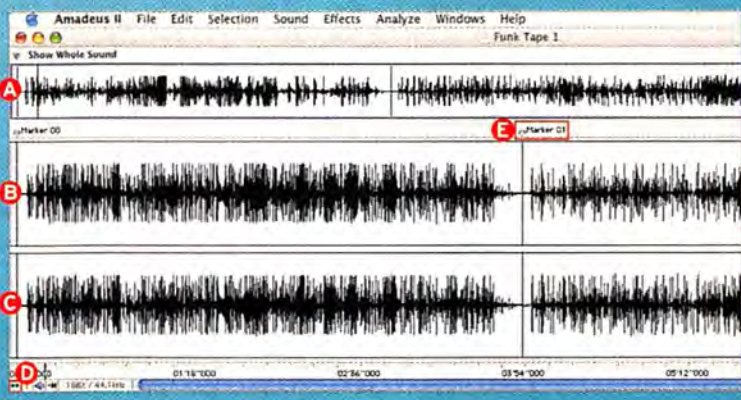 Amadeus II File Edit Selection Sound Effects Analyze Windows Help
Funk Tape 1
Show Whole Sound
A
Marker 00
E Marker 01
B
C
D
01'18"000 02'36"000 03'54"000 05'12"000
16Bit / 44,1kHz